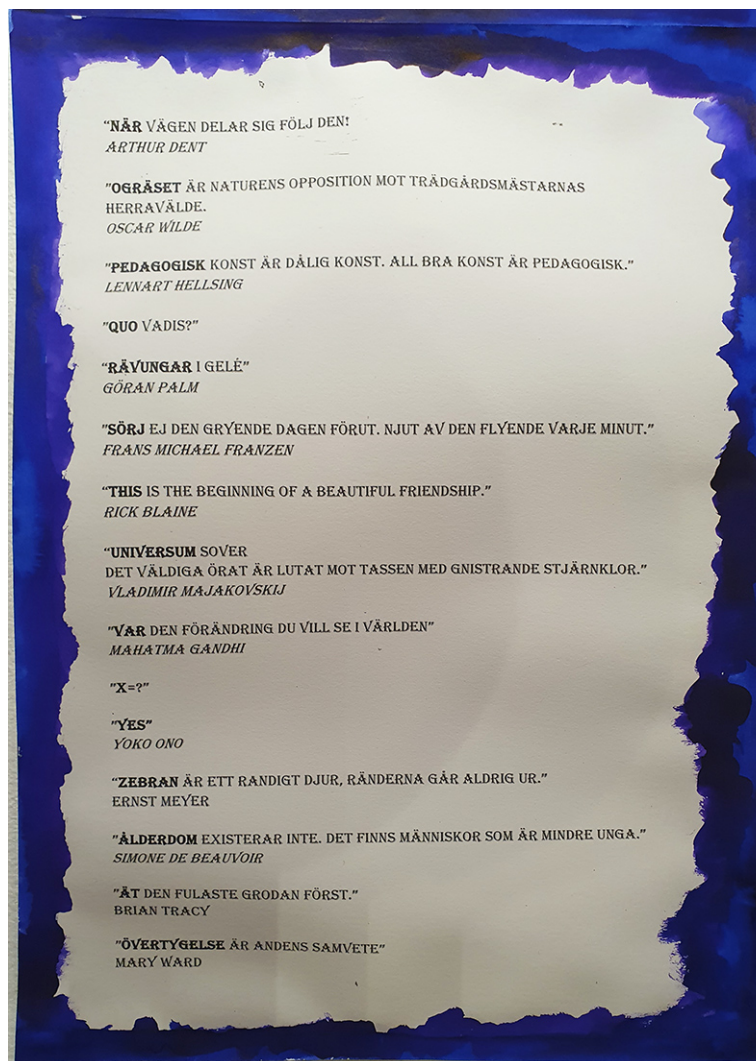 "NÄR VÄGEN DELAR SIG FÖLJ DEN!
ARTHUR DENT
"OGRÄSET ÄR NATURENS OPPOSITION MOT TRÄDGÅRDSMÄSTARNAS
HERRAVÄLDE.
OSCAR WILDE
"PEDAGOGISK KONST ÄR DÅLIG KONST. ALL BRA KONST ÄR PEDAGOGISK."
LENNART HELLSING
"QUO VADIS?"
"RÄVUNGAR I GELÉ"
GÖRAN PALM
"SÖRJ EJ DEN GRYENDE DAGEN FÖRUT. NJUT AV DEN FLYENDE VARJE MINUT."
FRANS MICHAEL FRANZEN
"THIS IS THE BEGINNING OF A BEAUTIFUL FRIENDSHIP."
RICK BLAINE
"UNIVERSUM SOVER
DET VÄLDIGA ÖRAT ÄR LUTAT MOT TASSEN MED GNISTRANDE STJÄRNKLOR."
VLADIMIR MAJAKOVSKIJ
"VAR DEN FÖRÄNDRING DU VILL SE I VÄRLDEN"
MAHATMA GANDHI
"X=?"
"YES"
YOKO ONO
"ZEBRAN ÄR ETT RANDIGT DJUR, RÄNDERNA GÅR ALDRIG UR."
ERNST MEYER
"ÅLDERDOM EXISTERAR INTE. DET FINNS MÄNNISKOR SOM ÄR MINDRE UNGA."
SIMONE DE BEAUVOIR
"ÄT DEN FULASTE GRODAN FÖRST."
BRIAN TRACY
"ÖVERTYGELSE ÄR ANDENS SAMVETE"
MARY WARD